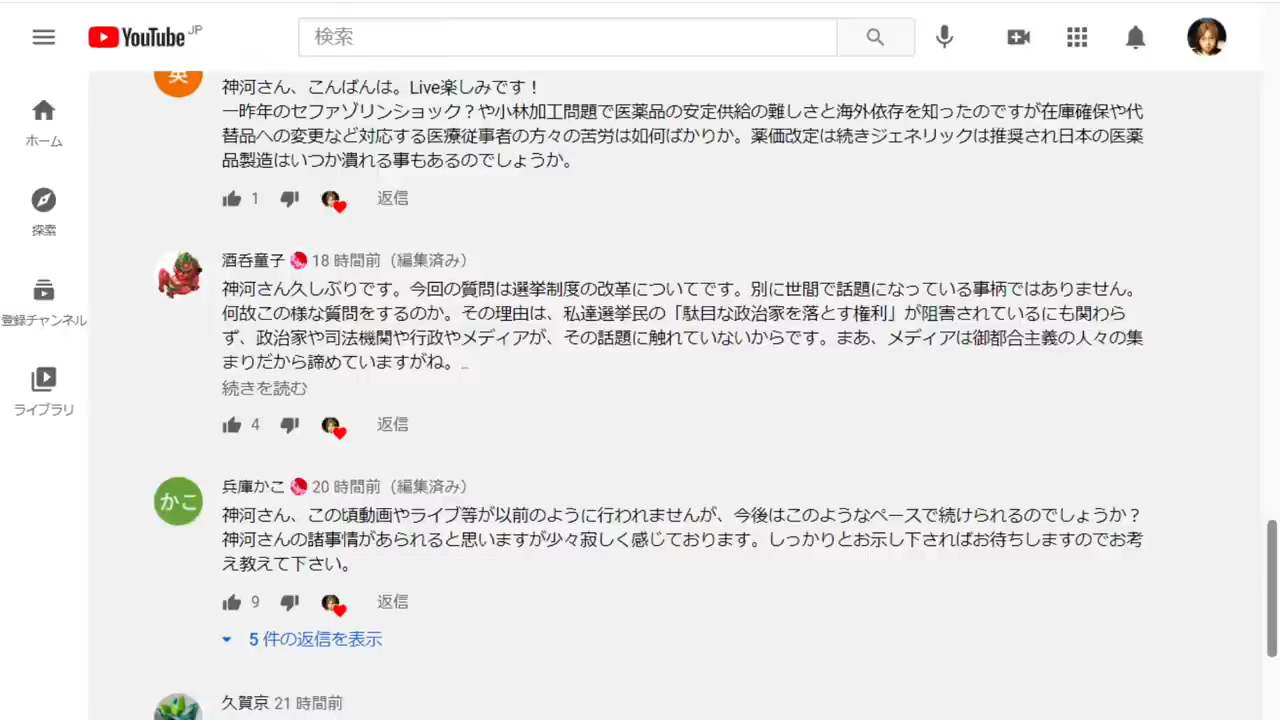 YouTube JP
検索
ホーム
探索
登録チャンネル
ライブラリ
英
神河さん、こんばんは。Live楽しみです！
一昨年のセファゾリンショック？や小林加工問題で医薬品の安定供給の難しさと海外依存を知ったのですが在庫確保や代
替品への変更など対応する医療従事者の方々の苦労は如何ばかりか。薬価改定は続きジェネリックは推奨され日本の医薬
品製造はいつか潰れる事もあるのでしょうか。
1 返信
酒呑童子 18 時間前（編集済み）
神河さん久しぶりです。今回の質問は選挙制度の改革についてです。別に世間で話題になっている事柄ではありません。
何故この様な質問をするのか。その理由は、私達選挙民の「駄目な政治家を落とす権利」が阻害されているにも関わら
ず、政治家や司法機関や行政やメディアが、その話題に触れていないからです。まあ、メディアは御都合主義の人々の集
まりだから諦めていますがね。...
続きを読む
4 返信
かこ
兵庫かこ 20 時間前（編集済み）
神河さん、この頃動画やライブ等が以前のように行われませんが、今後はこのようなペースで続けられるのでしょうか？
神河さんの諸事情があられると思いますが少々寂しく感じております。しっかりとお示し下さればお待ちしますのでお考
え教えて下さい。
9 返信
5 件の返信を表示
久賀京 21 時間前